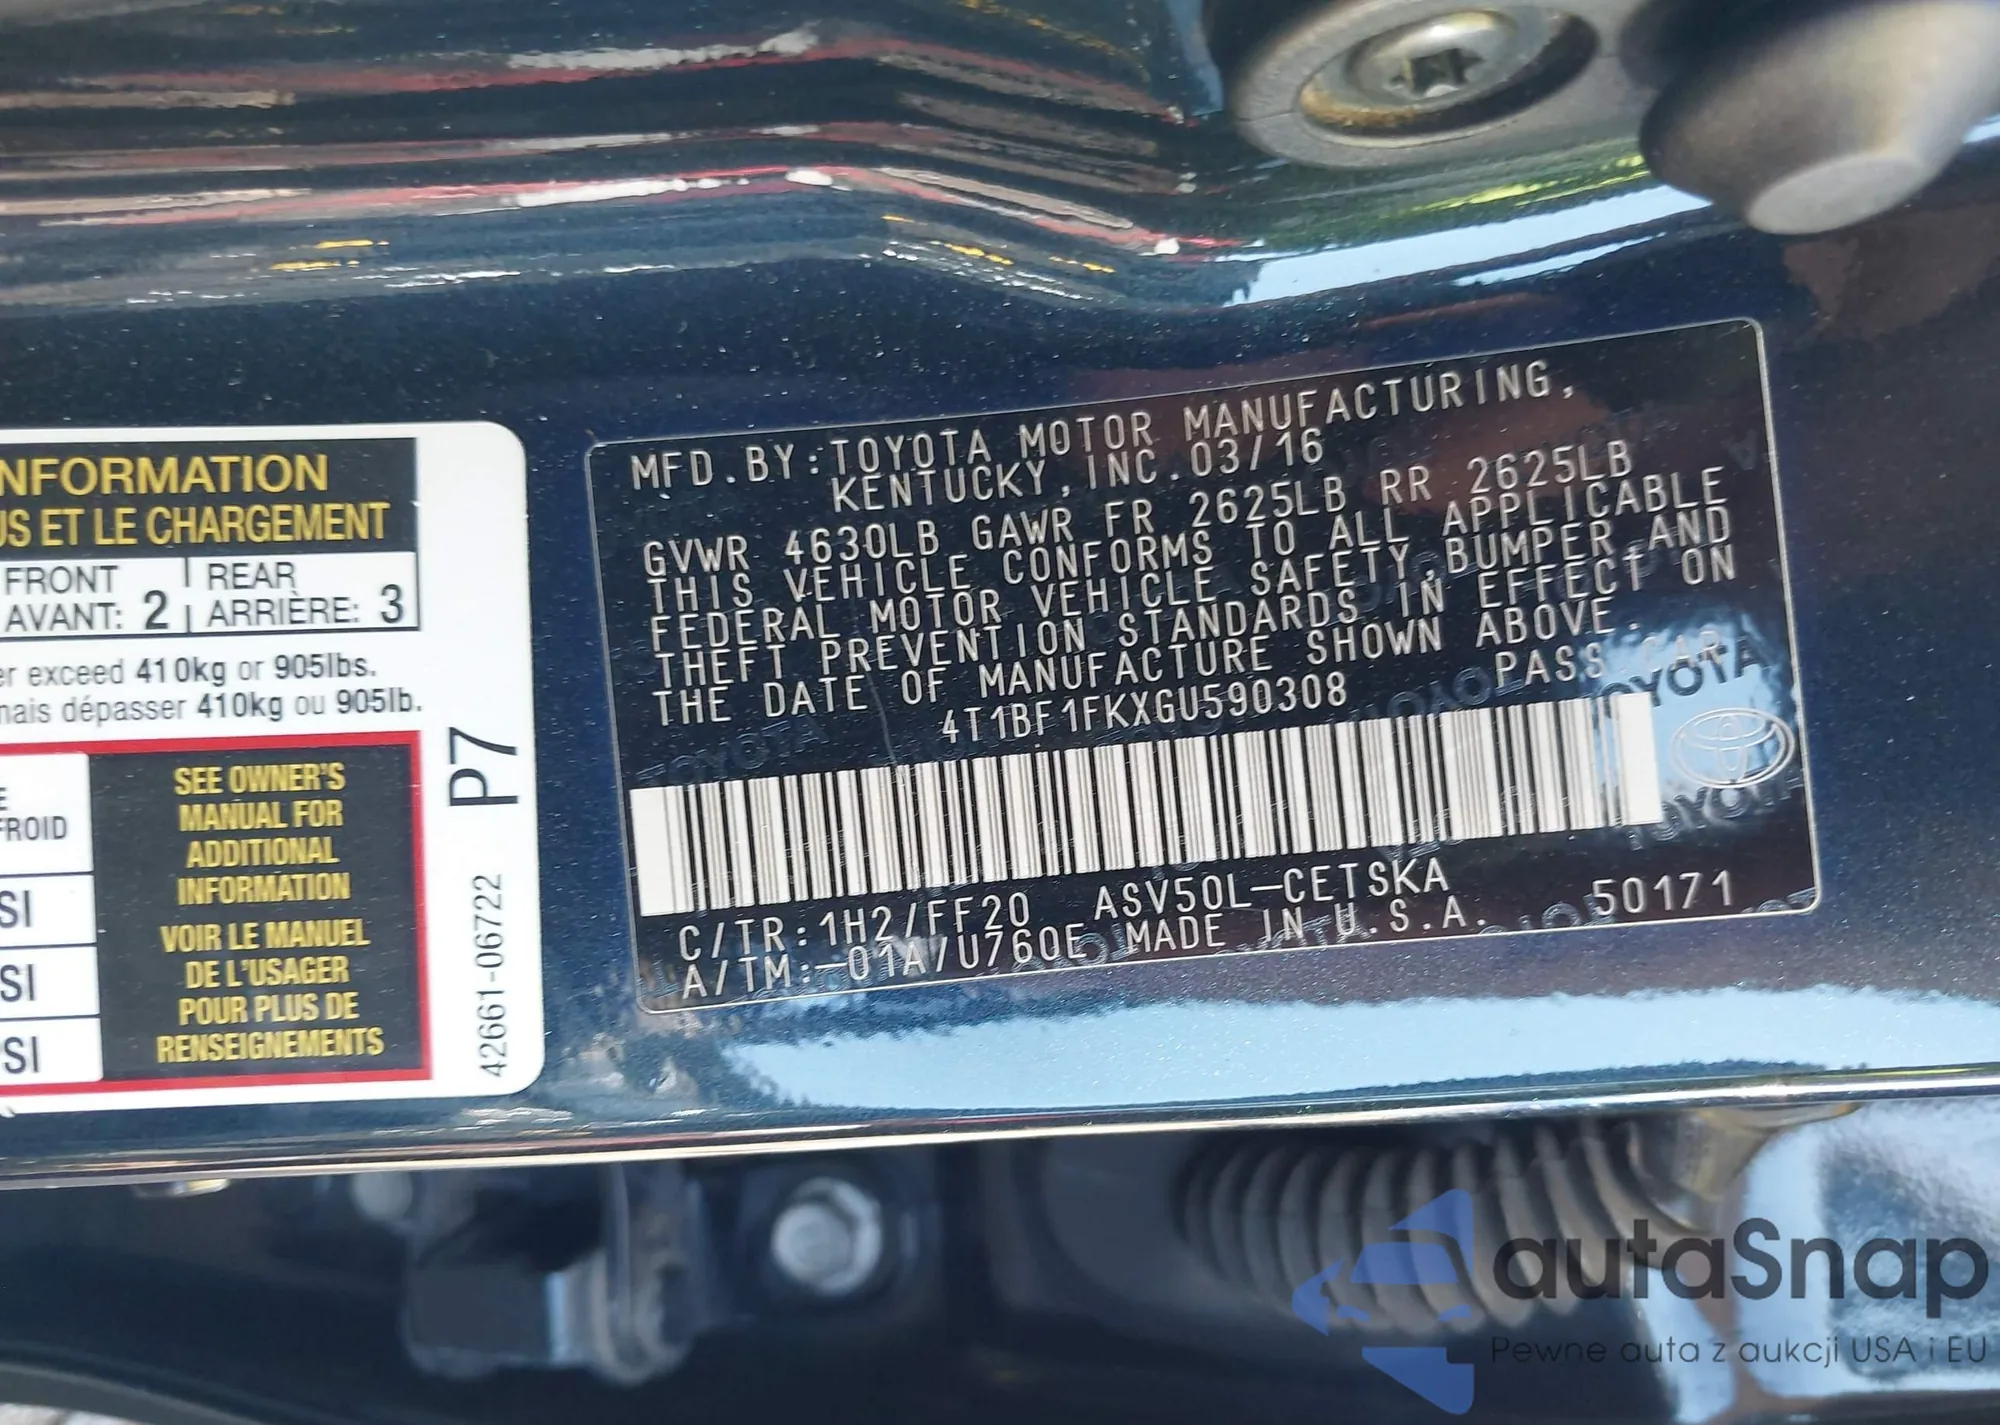 NFORMATION
US ET LE CHARGEMENT
FRONT
AVANT: 2
REAR
ARRIÈRE: 3
er exceed 410kg or 905lbs.
mais dépasser 410kg ou 905lb.
FROID
SI
SI
SI
SEE OWNER'S
MANUAL FOR
ADDITIONAL
INFORMATION
VOIR LE MANUEL
DE L'USAGER
POUR PLUS DE
RENSEIGNEMENTS
P7
42661-06722
MFD.BY:TOYOTA MOTOR MANUFACTURING,
KENTUCKY,INC.03/16
GVWR 4630LB GAWR FR 2625LB RR 2625LB
THIS VEHICLE CONFORMS TO ALL APPLICABLE
FEDERAL MOTOR VEHICLE SAFETY,BUMPER,AND
THEFT PREVENTION STANDARDS IN EFFECT ON
THE DATE OF MANUFACTURE SHOWN ABOVE.
4T1BF1FKXGU590308 PASS.CAR
C/TR:1H2/FF20 ASV50L-CETSKA
A/TM:-01A/U760E MADE IN U.S.A. 50171
TOYOTA
autaSnap
Pewne auta z aukcji USA i EU